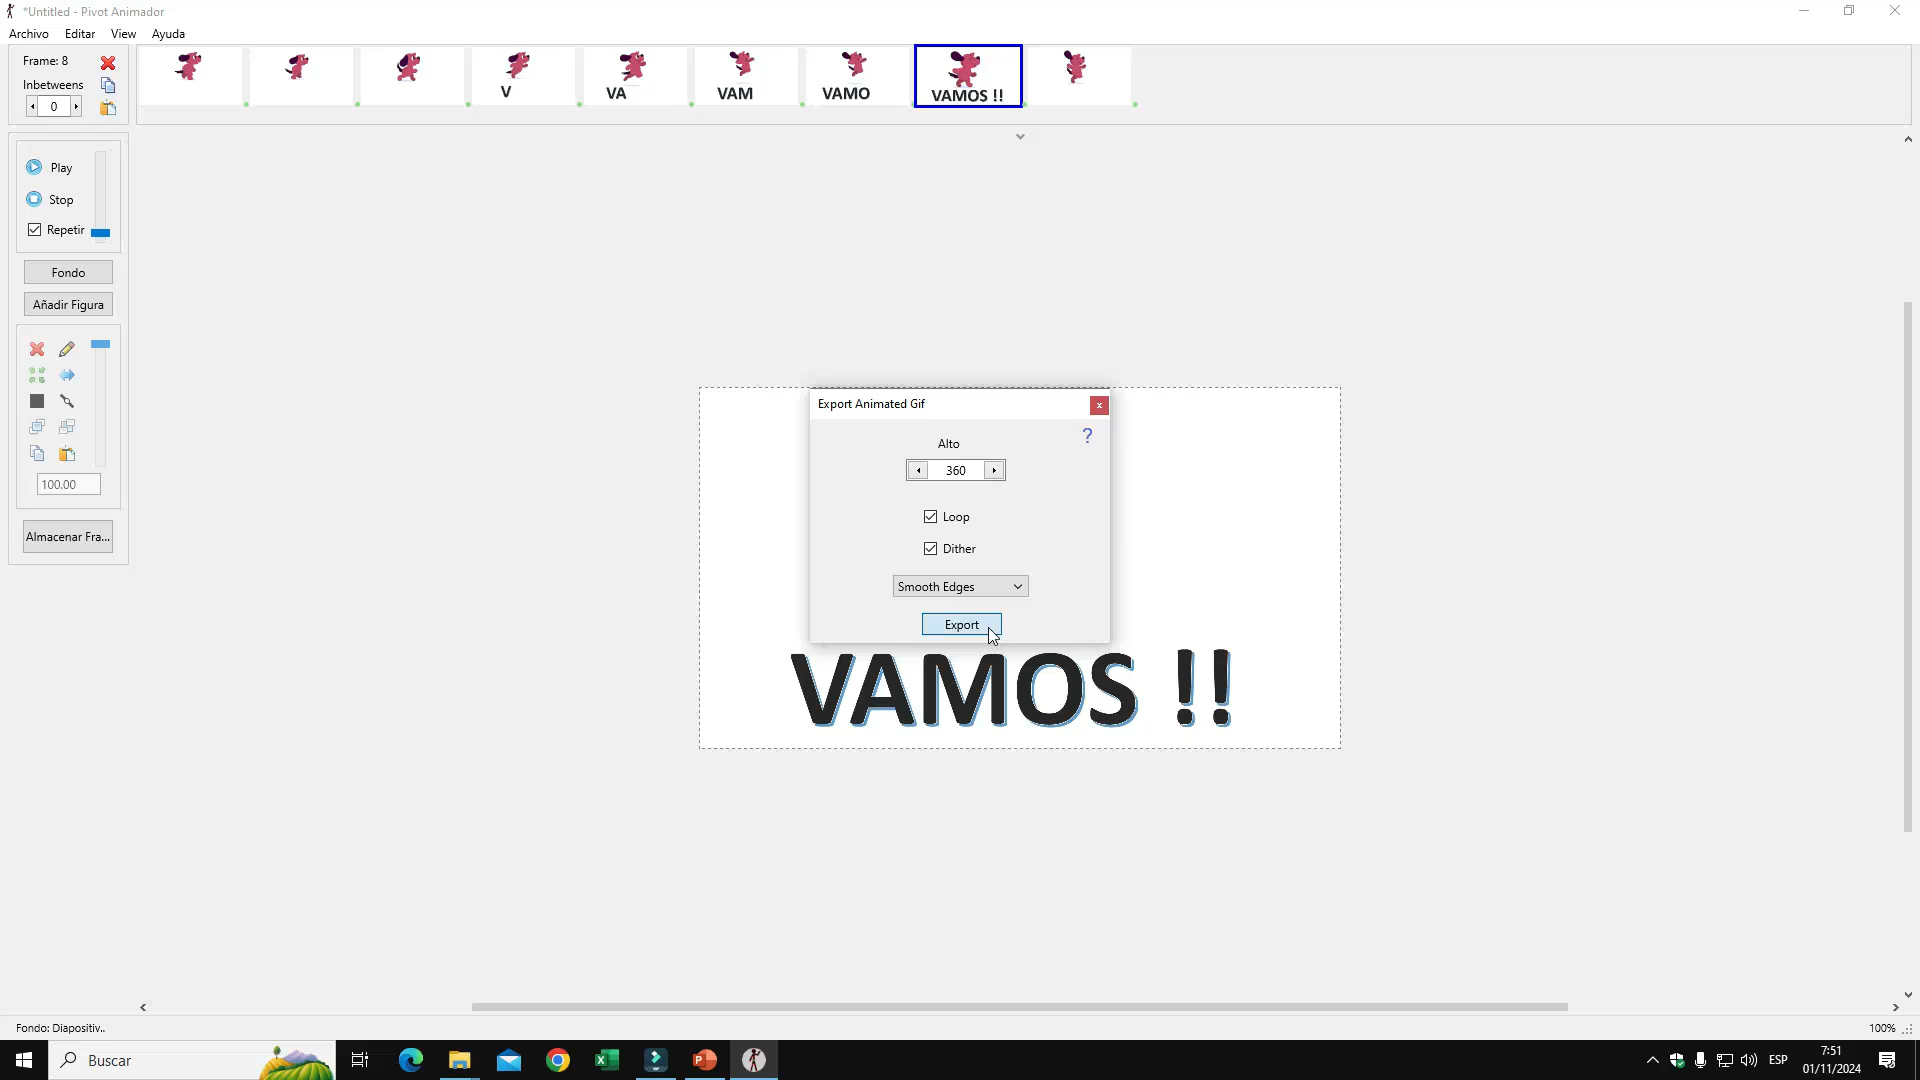 *Untitled - Pivot Animador
Archivo Editar View Ayuda
Frame: 8
Inbetweens
0
V
VA
VAM
VAMO
VAMOS !!
Play
Stop
Repetir
Fondo
Añadir Figura
100.00
Almacenar Fra...
Export Animated Gif
x
?
Alto
360
Loop
Dither
Smooth Edges
Export
VAMOS !!
Fondo: Diapositiv..
100%
Buscar
ESP
7:51
01/11/2024